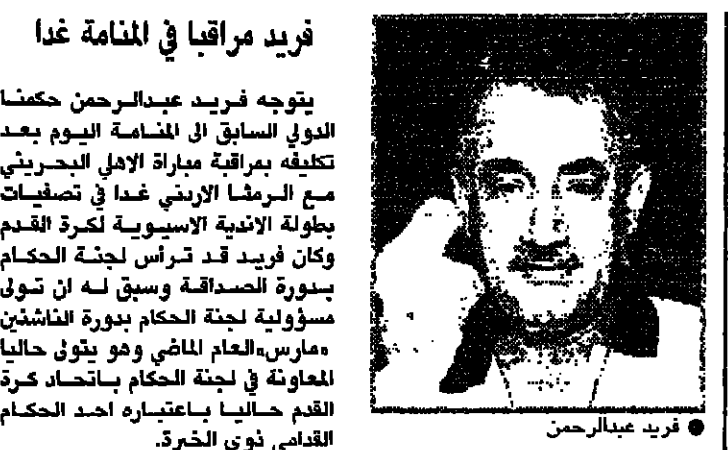 فريد مراقبا في المنامة غدا
يتوجه فريد عبدالرحمن حكمنا
الدولي السابق الى المنامة اليوم بعد
تكليفه بمراقبة مباراة الاهلي البحريني
مع الرمثا الاردني غدا في تصفيات
بطولة الاندية الاسيوية لكرة القدم
وكان فريد قد ترأس لجنة الحكام
بدورة الصداقة وسبق له ان تولى
مسؤولية لجنة الحكام بدورة الناشئين
«مارس» العام الماضي وهو يتولى حاليا
المعاونة في لجنة الحكام باتحاد كرة
القدم حاليا باعتباره احد الحكام
القدامى ذوي الخبرة.
● فريد عبدالرحمن